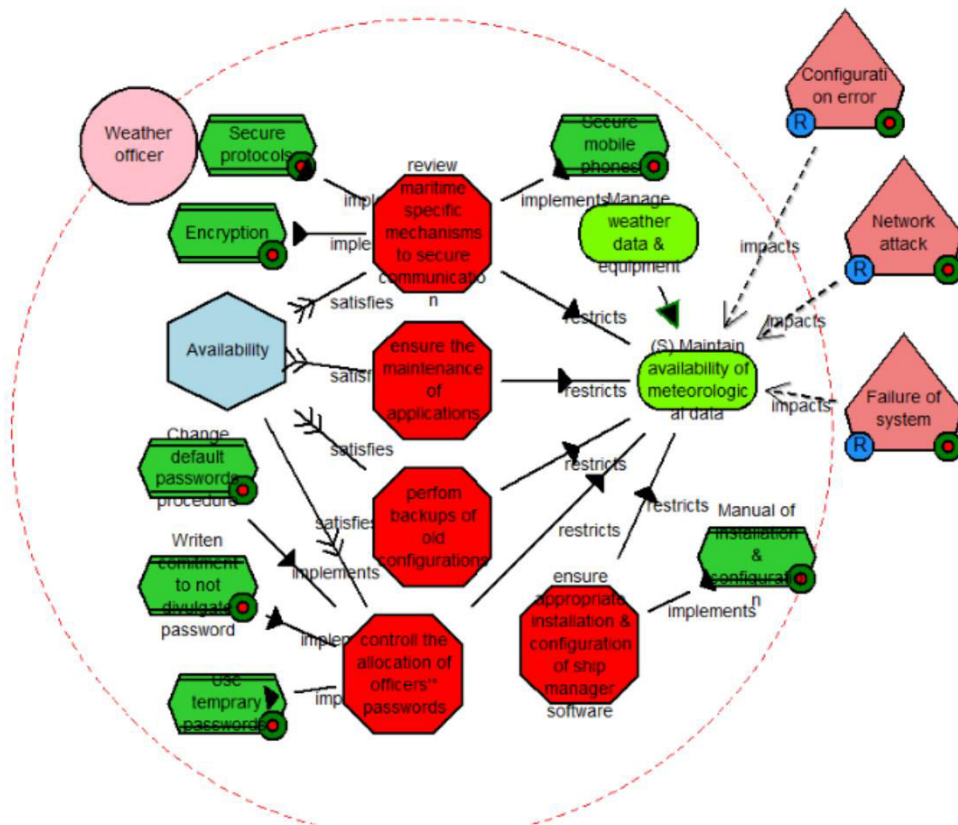 Configurati
on error
R
Weather
officer
Secure
protocols
Secure
mobile
phones
review
maritime
specific
mechanisms
to secure
communicatio
n
implements
Manage
weather
data &
equipment
Encryption
Network
attack
R
impacts
satisfies
restricts
impacts
Availability
ensure the
maintenance
of
applications
(S) Maintain
availability of
meteorologic
al data
restricts
impacts
Failure of
system
R
Change
default
passwords
procedure
satisfies
restricts
perfom
backups of
old
configurations
satisfies
implements
restricts
restricts
Manual of
installation
&
configuratio
n
Writen
comitment
to not
divulgate
password
controll the
allocation of
officers'"
passwords
ensure
appropriate
installation &
configuration
of ship
manager
software
implements
Use
temprary
passwords